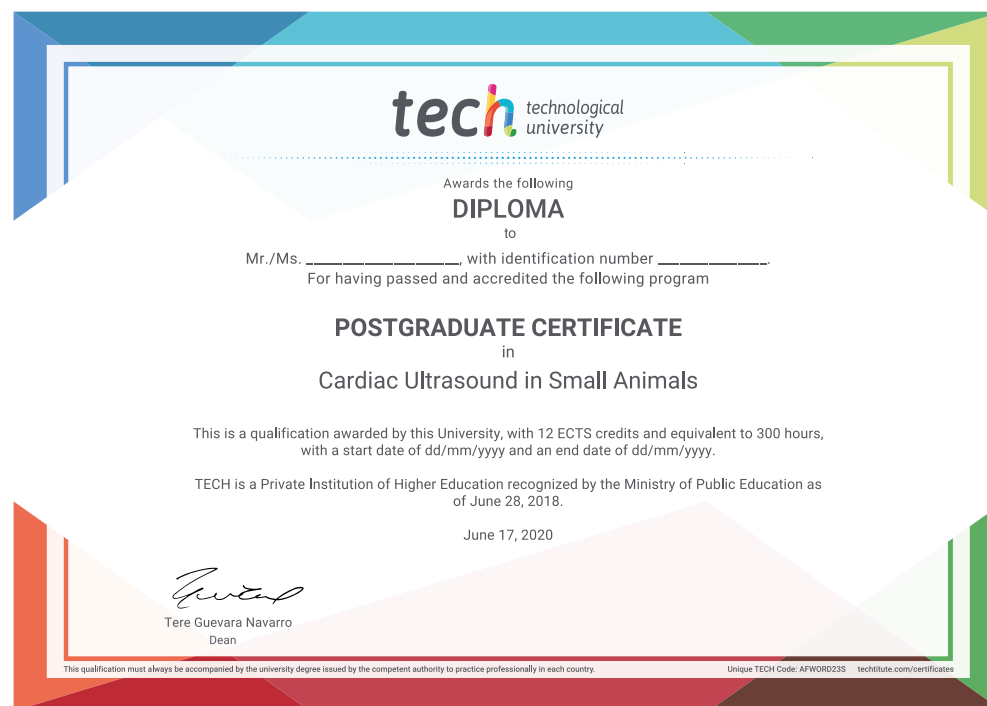 tech technological
university
Awards the following
DIPLOMA
to
Mr./Ms. ____________________, with identification number ______________.
For having passed and accredited the following program
POSTGRADUATE CERTIFICATE
in
Cardiac Ultrasound in Small Animals
This is a qualification awarded by this University, with 12 ECTS credits and equivalent to 300 hours,
with a start date of dd/mm/yyyy and an end date of dd/mm/yyyy.
TECH is a Private Institution of Higher Education recognized by the Ministry of Public Education as
of June 28, 2018.
June 17, 2020
Tere Guevara Navarro
Dean
This qualification must always be accompanied by the university degree issued by the competent authority to practice professionally in each country.
Unique TECH Code: AFWORD23S techtitute.com/certificates